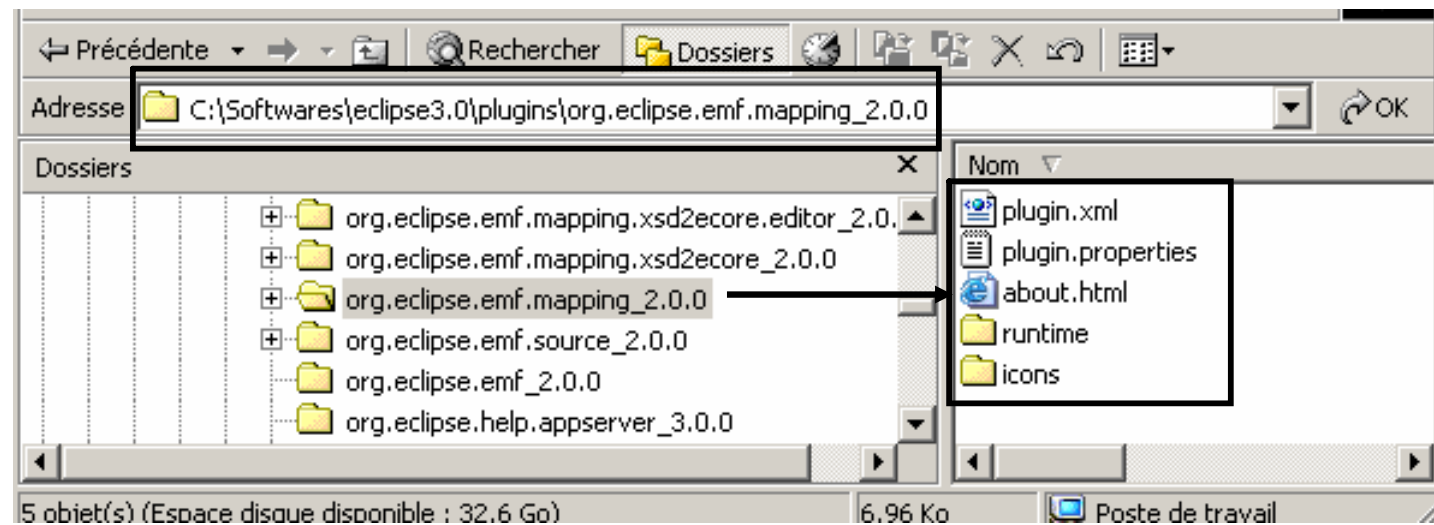 Précédente Rechercher Dossiers
Adresse C:\Softwares\eclipse3.0\plugins\org.eclipse.emf.mapping_2.0.0 OK
Dossiers
org.eclipse.emf.mapping.xsd2ecore.editor_2.0.
org.eclipse.emf.mapping.xsd2ecore_2.0.0
org.eclipse.emf.mapping_2.0.0
org.eclipse.emf.source_2.0.0
org.eclipse.emf_2.0.0
org.eclipse.help.appserver_3.0.0
Nom
plugin.xml
plugin.properties
about.html
runtime
icons
5 objet(s) (Espace disque disponible : 32,6 Go) 6,96 Ko Poste de travail